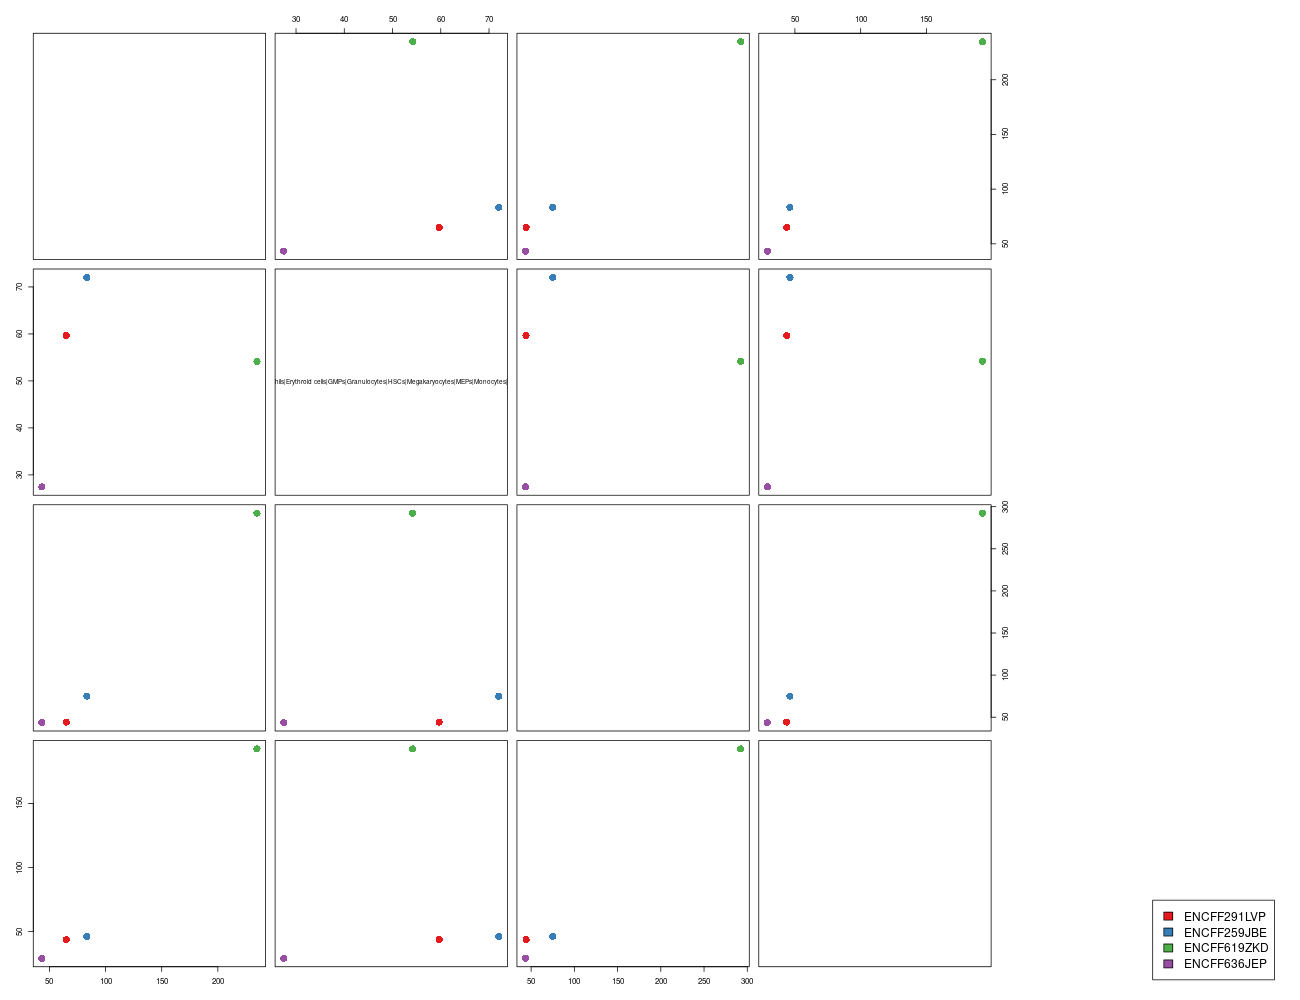 30 40 50 60 70
50 100 150
50 100 150 200
30 40 50 60 70
hils|Erythroid cells|GMPs|Granulocytes|HSCs|Megakaryocytes|MEPs|Monocytes|
50 100 150 200 250 300
50 100 150
50 100 150 200
50 100 150 200 250 300
ENCFF291LVP
ENCFF259JBE
ENCFF619ZKD
ENCFF636JEP